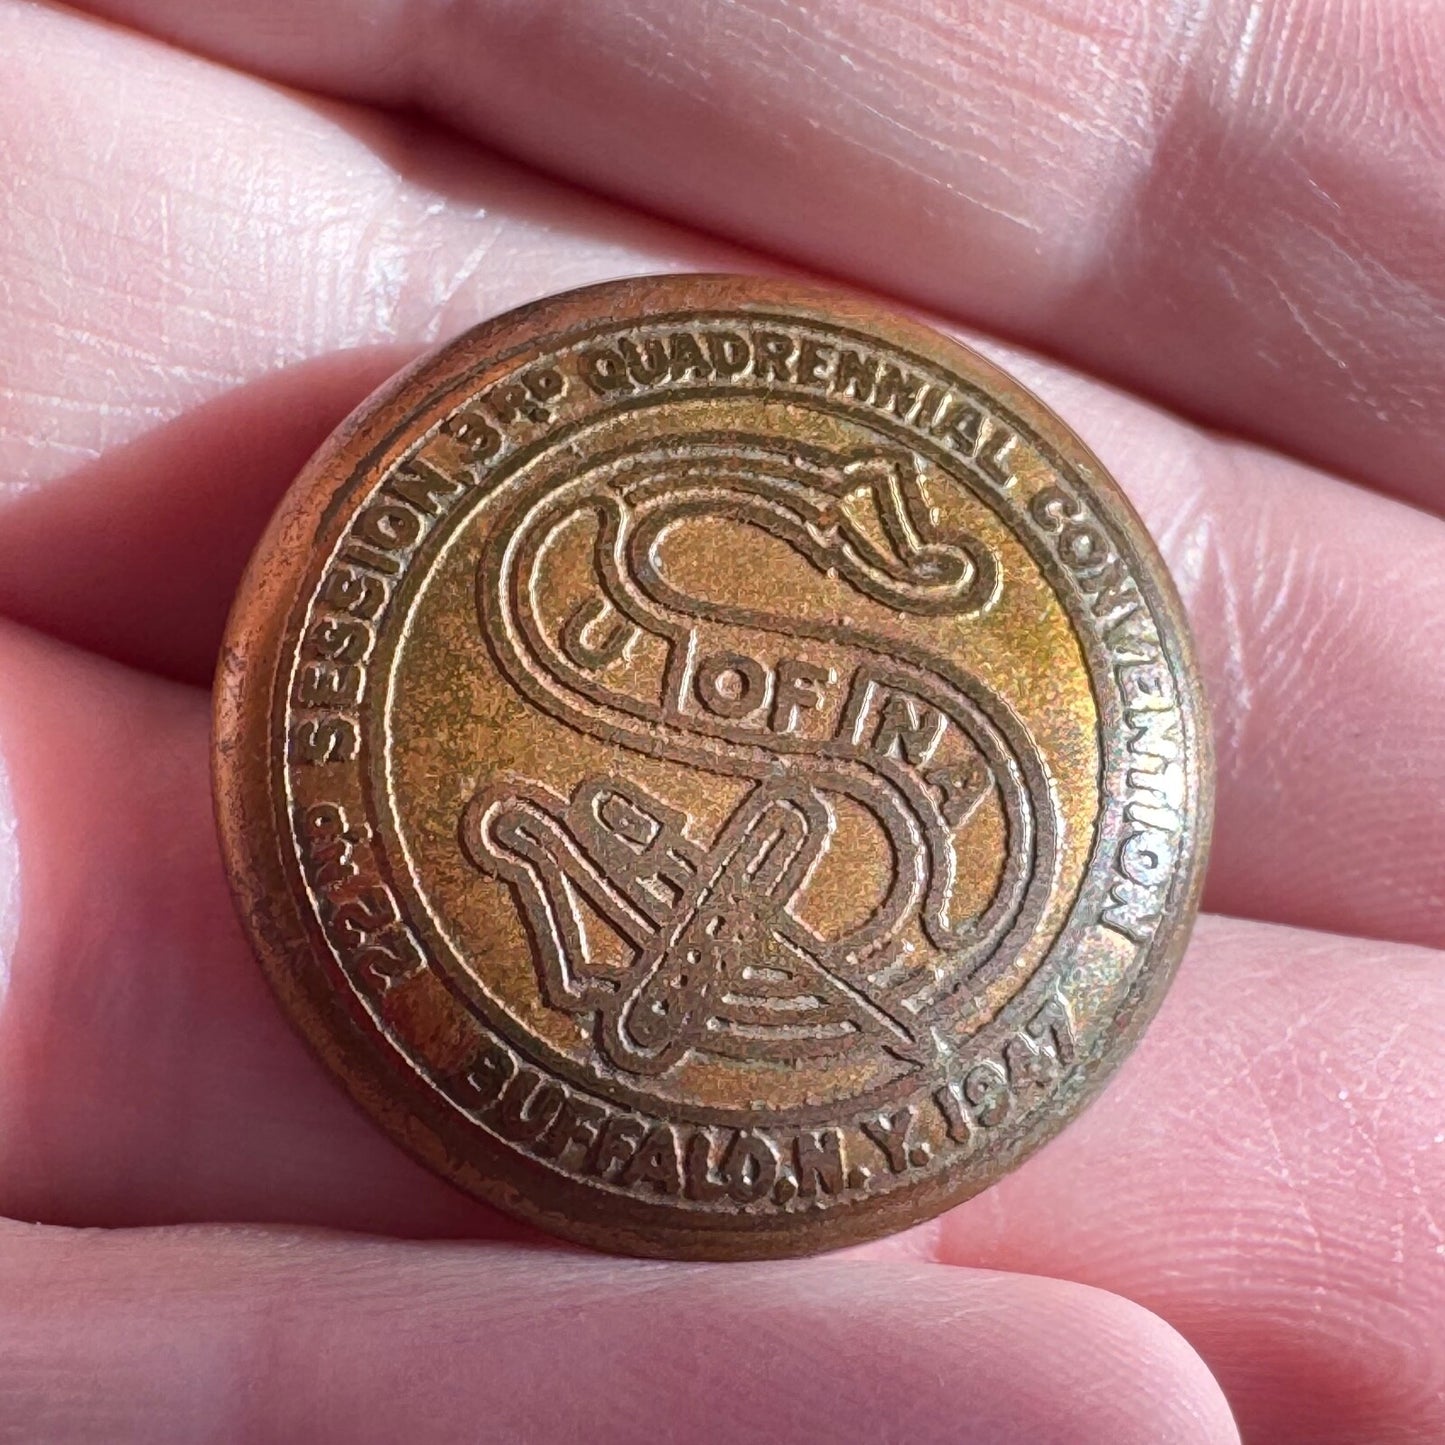 22ND SESSION, 3RD QUADRENNIAL CONVENTION
U OF NA
BUFFALO, N.Y. 1947